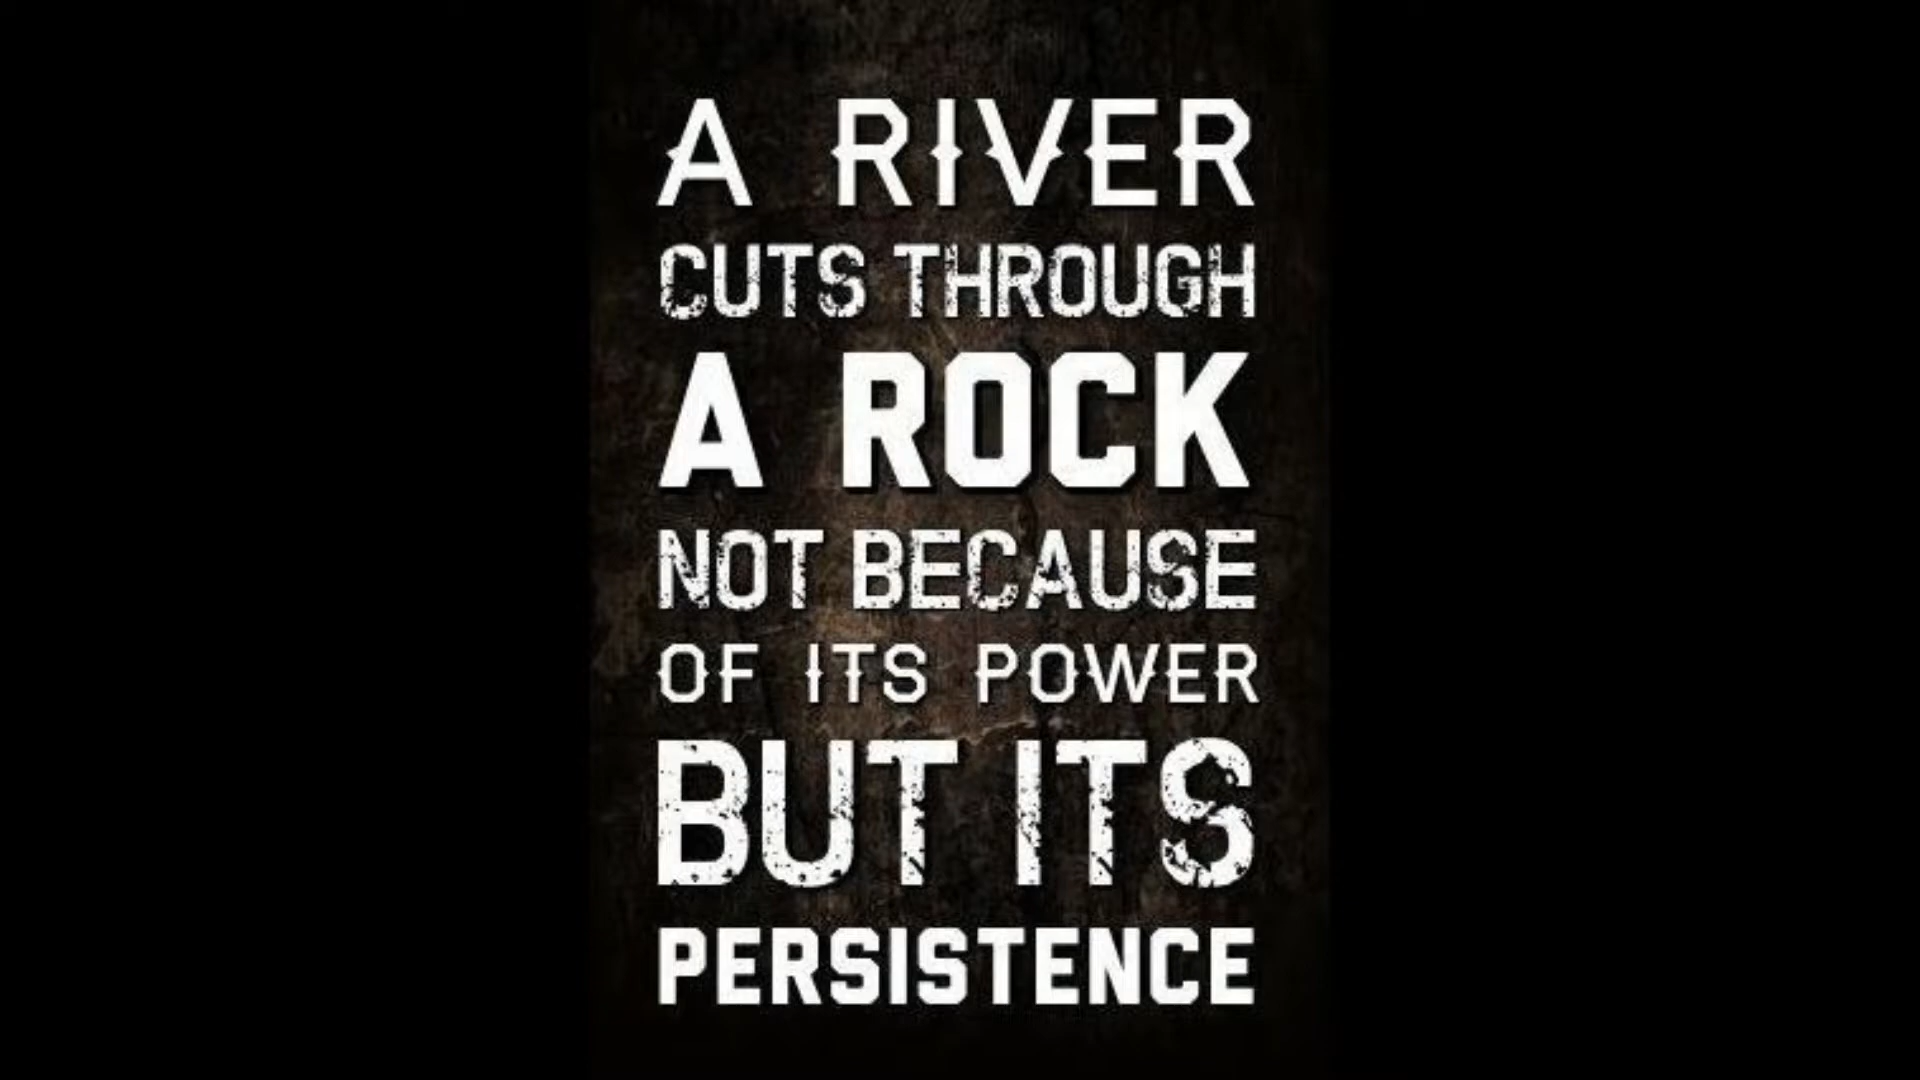 A RIVER
CUTS THROUGH
A ROCK
NOT BECAUSE
OF ITS POWER
BUT ITS
PERSISTENCE